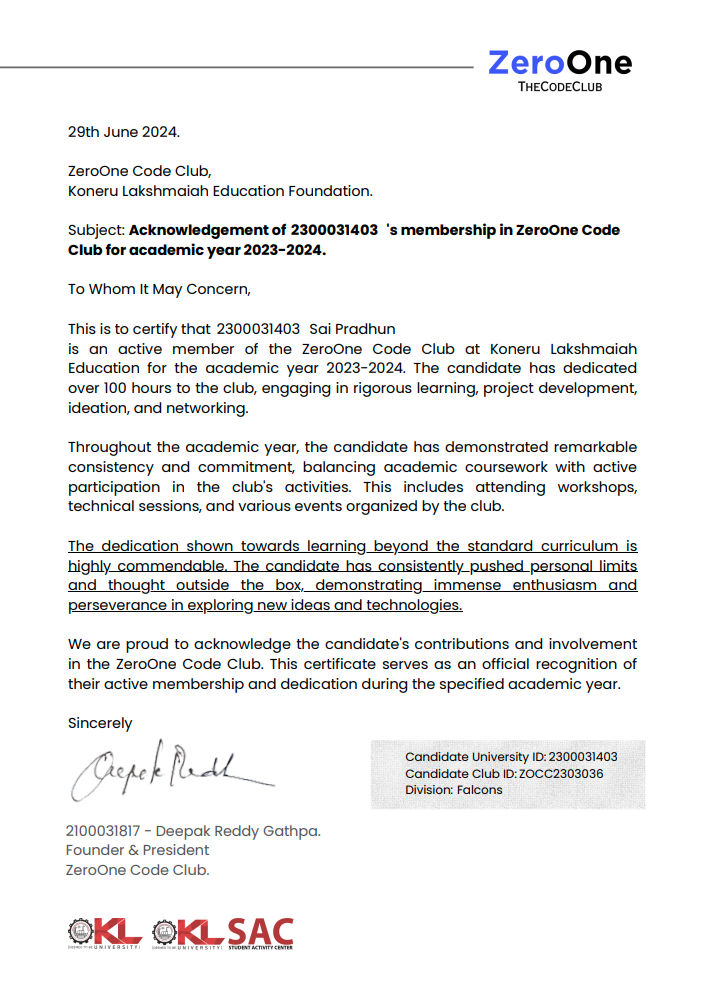 ZeroOne
THECODECLUB
29th June 2024.
ZeroOne Code Club,
Koneru Lakshmaiah Education Foundation.
Subject: Acknowledgement of 2300031403 's membership in ZeroOne Code
Club for academic year 2023-2024.
To Whom It May Concern,
This is to certify that 2300031403 Sai Pradhun
is an active member of the ZeroOne Code Club at Koneru Lakshmaiah
Education for the academic year 2023-2024. The candidate has dedicated
over 100 hours to the club, engaging in rigorous learning, project development,
ideation, and networking.
Throughout the academic year, the candidate has demonstrated remarkable
consistency and commitment, balancing academic coursework with active
participation in the club's activities. This includes attending workshops,
technical sessions, and various events organized by the club.
The dedication shown towards learning beyond the standard curriculum is
highly commendable. The candidate has consistently pushed personal limits
and thought outside the box, demonstrating immense enthusiasm and
perseverance in exploring new ideas and technologies.
We are proud to acknowledge the candidate's contributions and involvement
in the ZeroOne Code Club. This certificate serves as an official recognition of
their active membership and dedication during the specified academic year.
Sincerely
Deepak Reddy
Candidate University ID: 2300031403
Candidate Club ID: ZOCC2303036
Division: Falcons
2100031817 - Deepak Reddy Gathpa.
Founder & President
ZeroOne Code Club.
KL KL SAC
UNIVERSITY UNIVERSITY STUDENT ACTIVITY CENTER